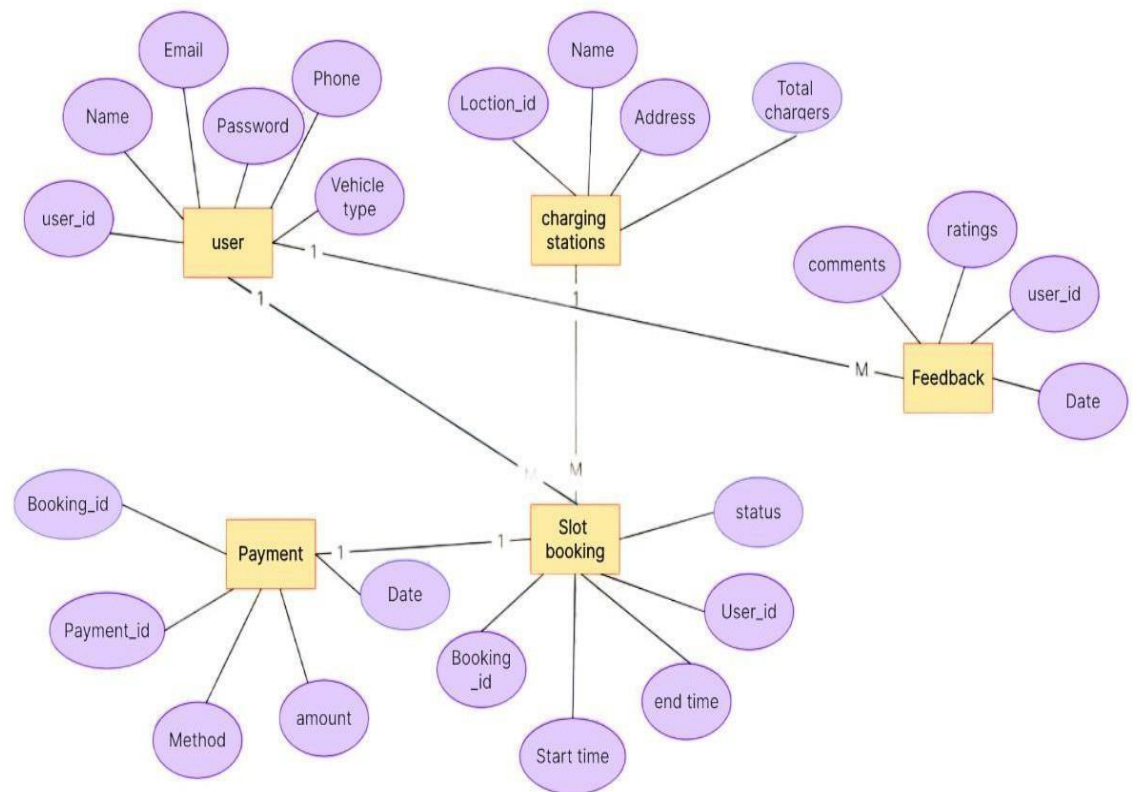 Email
Name
Phone
Name
Password
Loction_id
Address
Total
chargers
user_id
Vehicle
type
user
charging
stations
1
1
1
comments
ratings
user_id
Feedback
M
Date
M
M
Booking_id
Payment
1
1
Slot
booking
status
Date
User_id
Payment_id
Booking
_id
end time
Method
amount
Start time